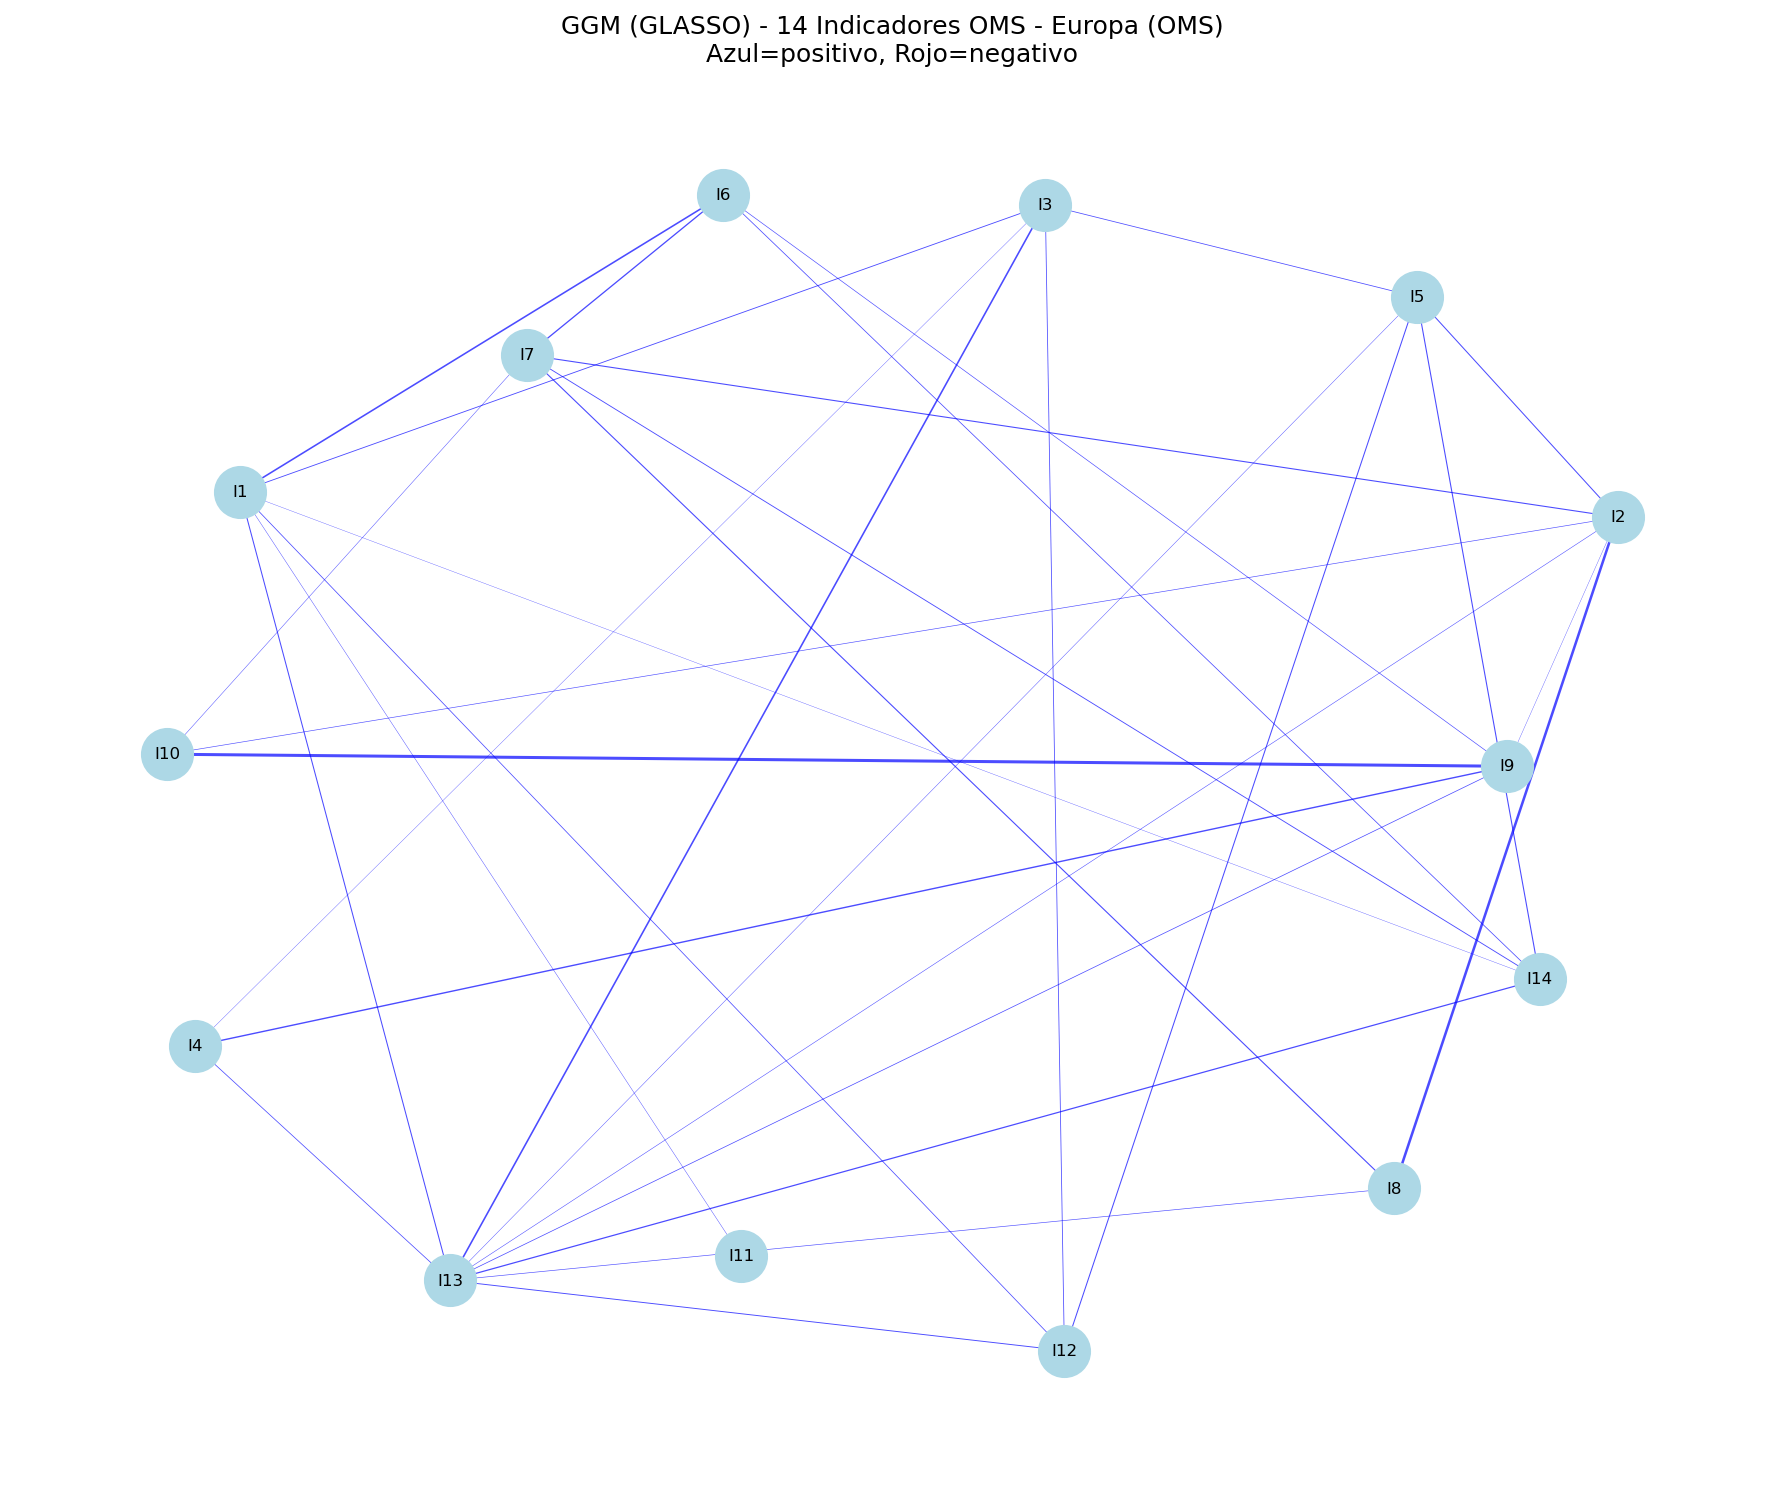 GGM (GLASSO) - 14 Indicadores OMS - Europa (OMS)
Azul=positivo, Rojo=negativo
I6
I3
I5
I7
I1
I2
I10
I9
I14
I4
I8
I11
I13
I12